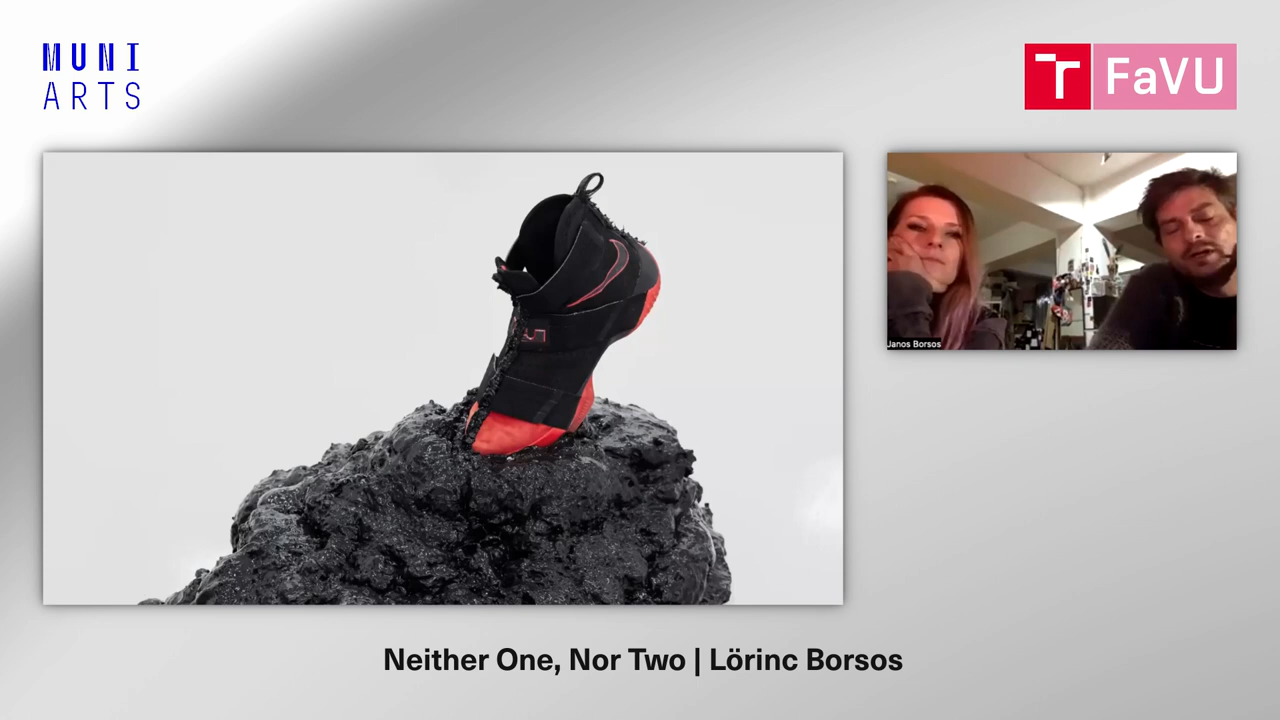 MUNI
ARTS
T FaVU
Janos Borsos
Neither One, Nor Two | Lörinc Borsos